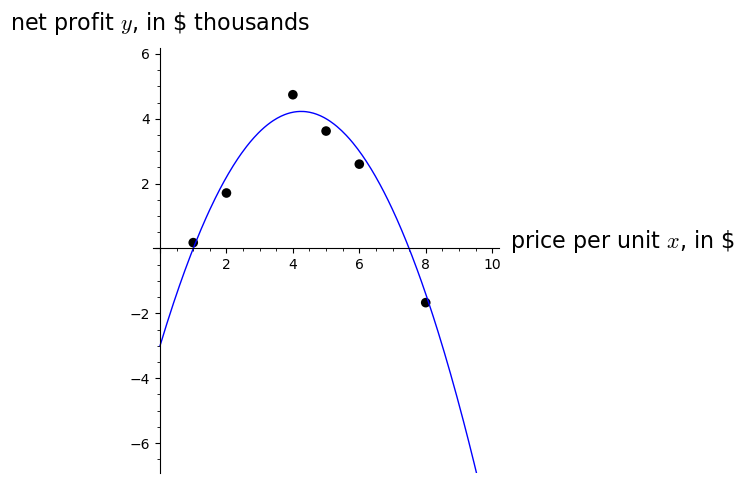 net profit y, in $ thousands
6
4
2
price per unit x, in $
2 4 6 8 10
−2
−4
−6